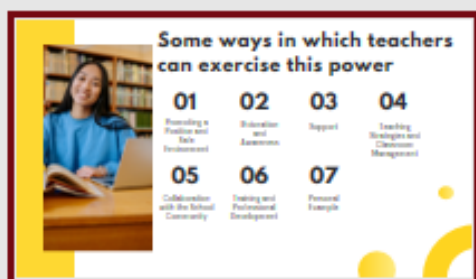 Some ways in which teachers
can exercise this power
01
Promoting a
Positive and
Safe
Environment
02
Education
and
Awareness
03
Support
04
Teaching
Strategies and
Classroom
Management
05
Collaboration
with the School
Community
06
Training and
Professional
Development
07
Personal
Example